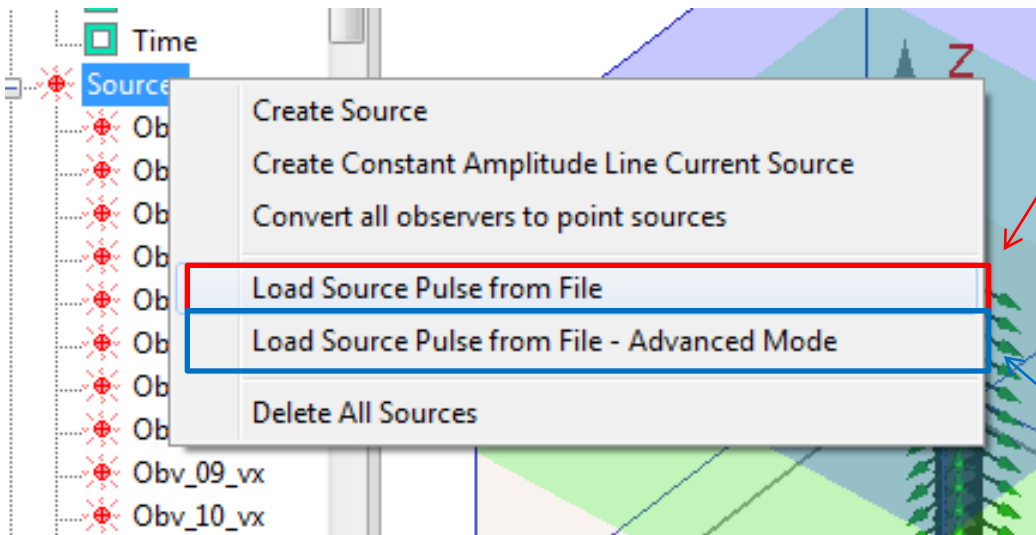 Time
Z
Source
Create Source
Create Constant Amplitude Line Current Source
Convert all observers to point sources
Load Source Pulse from File
Load Source Pulse from File - Advanced Mode
Delete All Sources
Ob
Ob
Ob
Ob
Ob
Ob
Ob
Ob
Obv_09_vx
Obv_10_vx